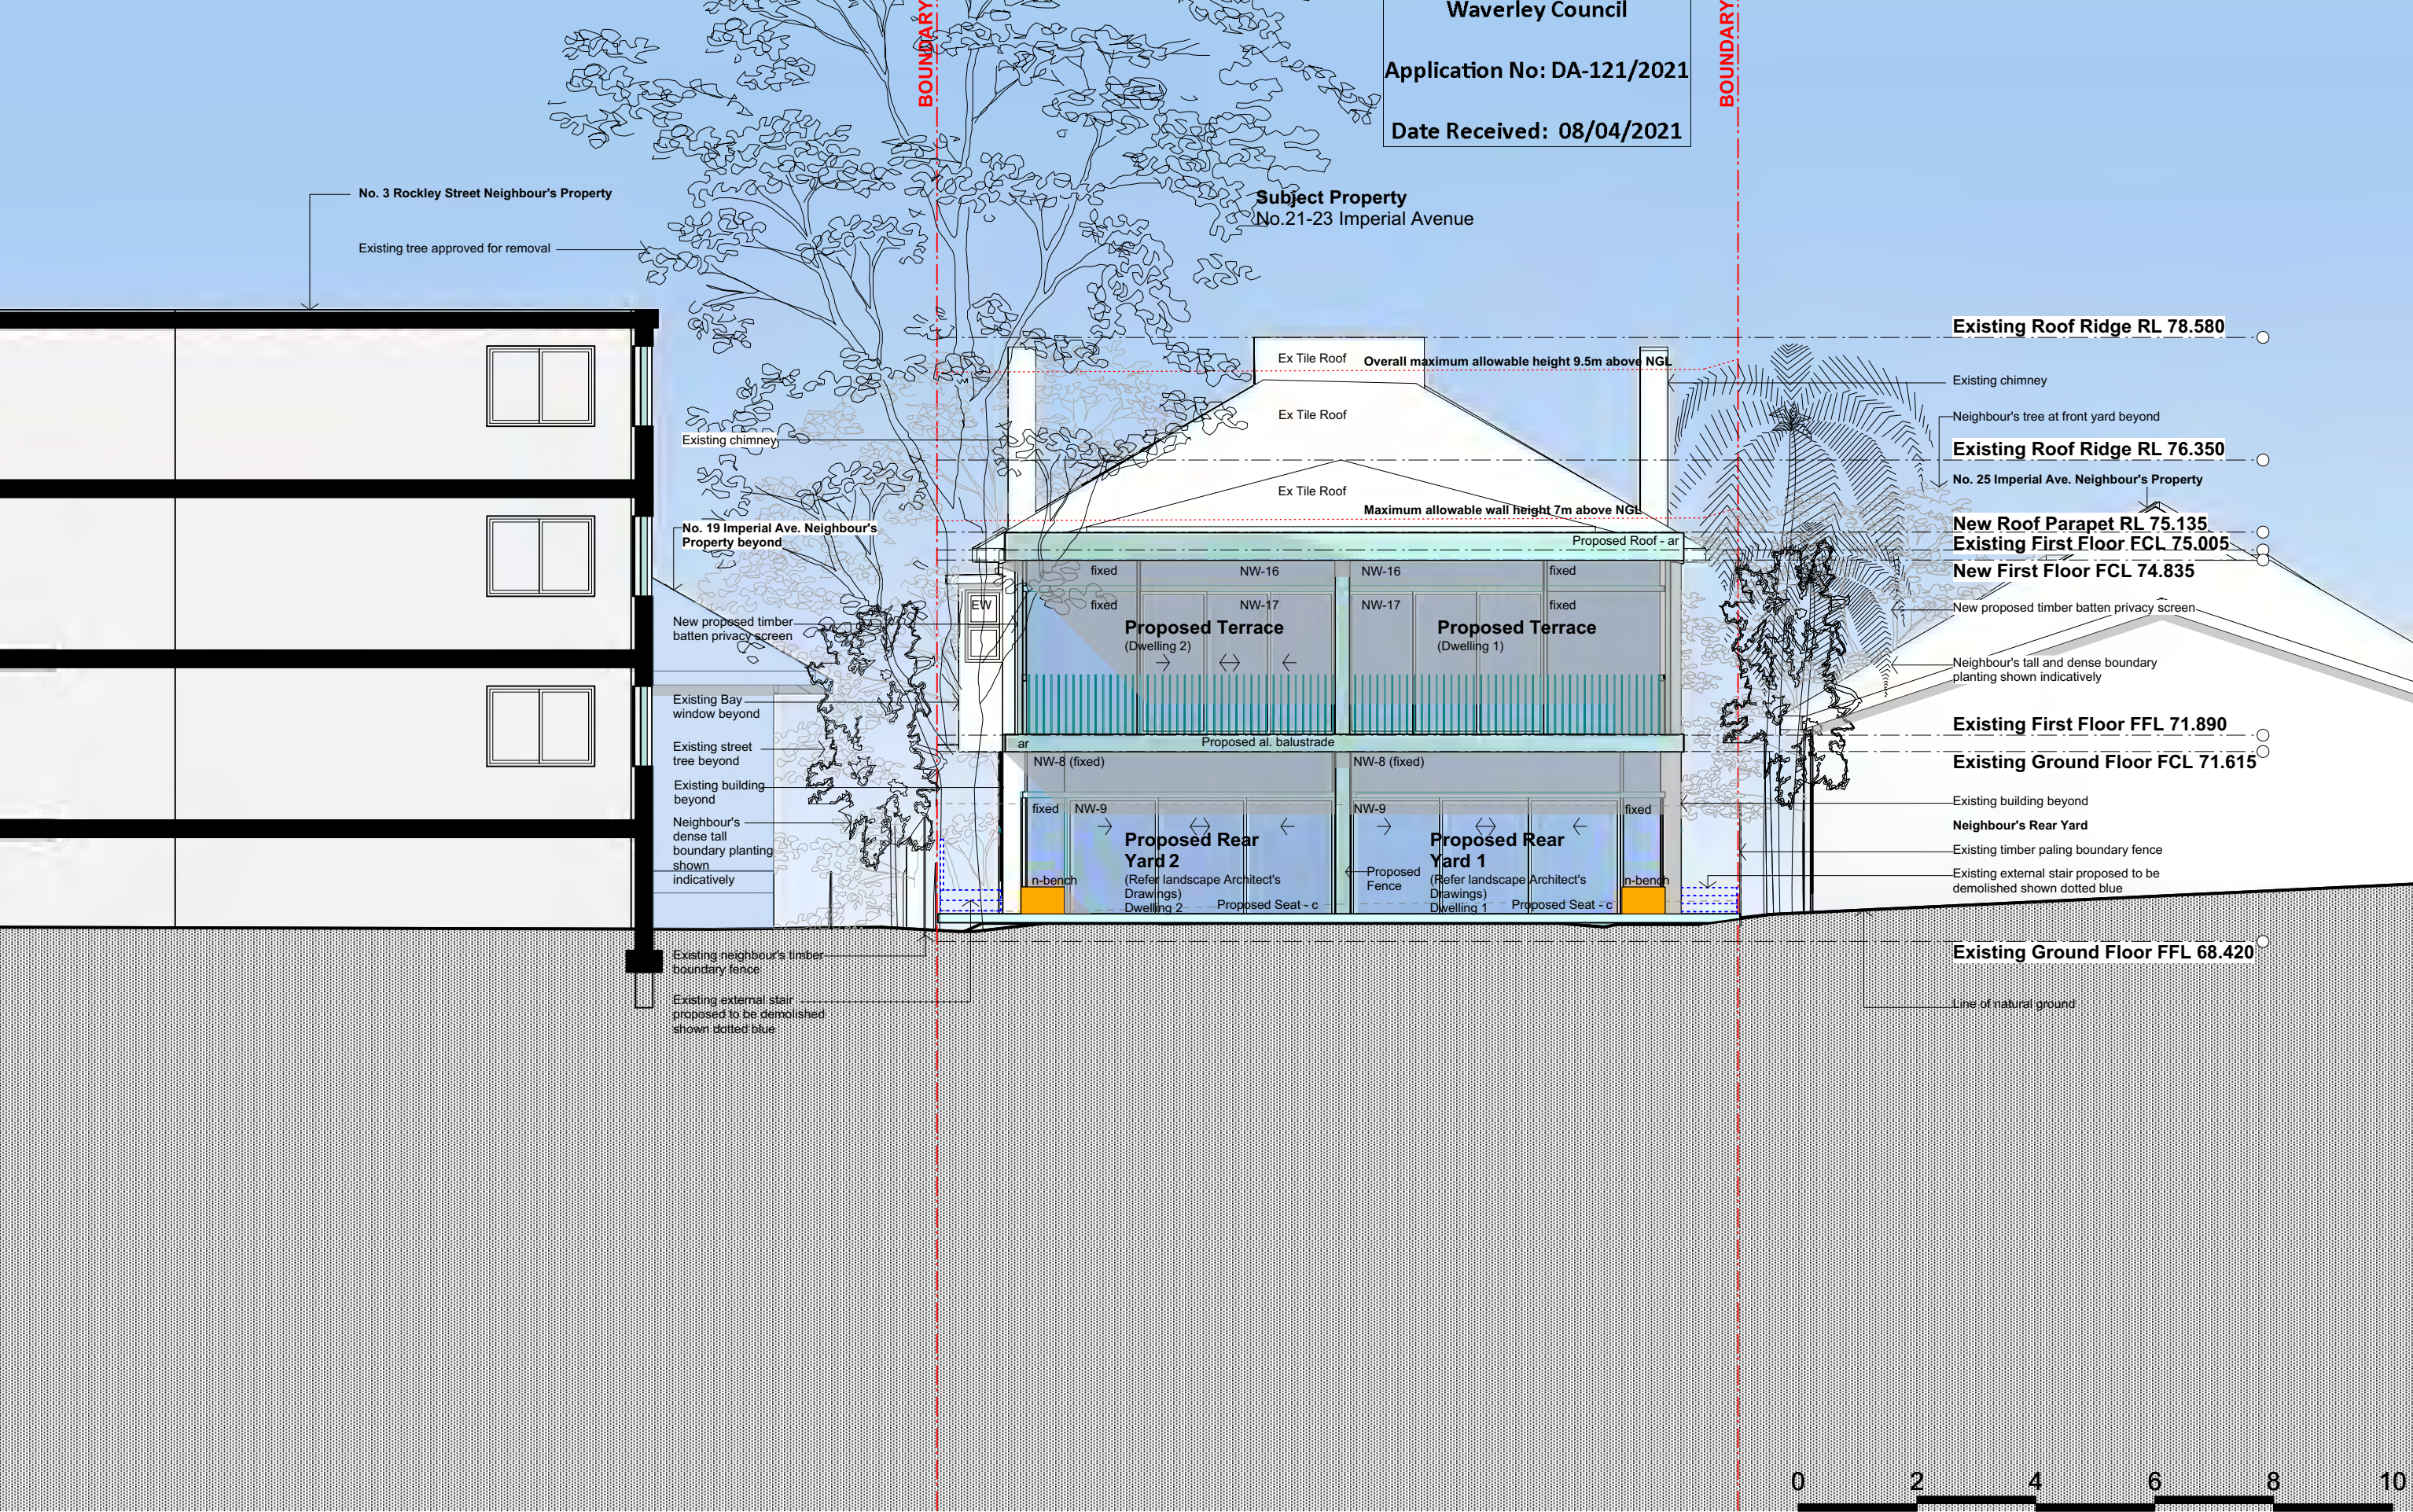 Waverley Council
Application No: DA-121/2021
Date Received: 08/04/2021
BOUNDARY
BOUNDARY
No. 3 Rockley Street Neighbour's Property
Existing tree approved for removal
Subject Property
No.21-23 Imperial Avenue
Existing Roof Ridge RL 78.580
Ex Tile Roof
Overall maximum allowable height 9.5m above NGL
Existing chimney
Ex Tile Roof
Neighbour's tree at front yard beyond
Existing chimney
Existing Roof Ridge RL 76.350
No. 25 Imperial Ave. Neighbour's Property
Ex Tile Roof
Maximum allowable wall height 7m above NGL
No. 19 Imperial Ave. Neighbour's
Property beyond
New Roof Parapet RL 75.135
Proposed Roof - ar
Existing First Floor FCL 75.005
New First Floor FCL 74.835
fixed
NW-16
NW-16
fixed
EW
fixed
NW-17
NW-17
fixed
New proposed timber batten privacy screen
New proposed timber
batten privacy screen
Proposed Terrace
(Dwelling 2)
Proposed Terrace
(Dwelling 1)
Neighbour's tall and dense boundary
planting shown indicatively
Existing Bay
window beyond
Existing First Floor FFL 71.890
Existing street
tree beyond
ar
Proposed al. balustrade
NW-8 (fixed)
NW-8 (fixed)
Existing Ground Floor FCL 71.615
Existing building
beyond
Existing building beyond
fixed
NW-9
NW-9
fixed
Neighbour's
dense tall
boundary planting
shown
indicatively
Neighbour's Rear Yard
Proposed Rear
Yard 2
(Refer landscape Architect's
Drawings)
Dwelling 2
Proposed
Fence
Proposed Rear
Yard 1
(Refer landscape Architect's
Drawings)
Dwelling 1
Existing timber paling boundary fence
n-bench
n-bench
Existing external stair proposed to be
demolished shown dotted blue
Proposed Seat - c
Proposed Seat - c
Existing neighbour's timber
boundary fence
Existing Ground Floor FFL 68.420
Existing external stair
proposed to be demolished
shown dotted blue
Line of natural ground
0 2 4 6 8 10